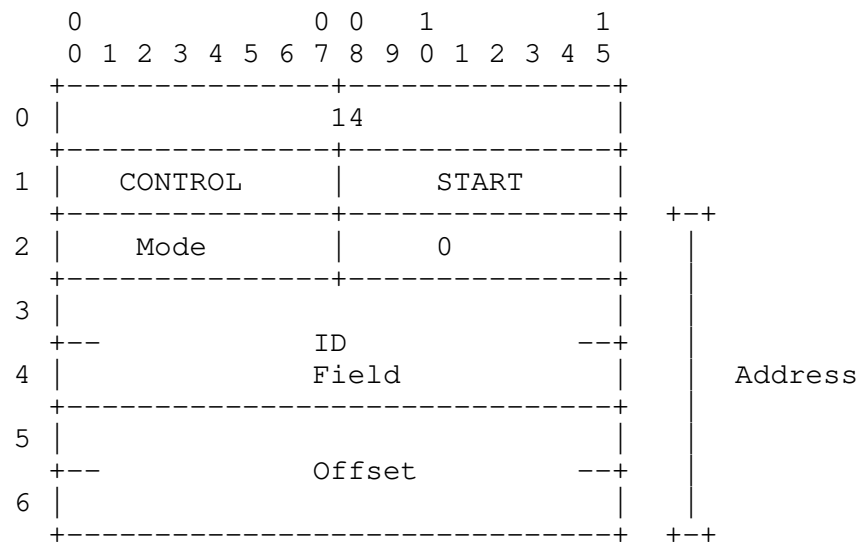 0 0 0 1 1
0 1 2 3 4 5 6 7 8 9 0 1 2 3 4 5
0 14
1 CONTROL START
2 Mode 0
3
ID
4 Field Address
5
Offset
6